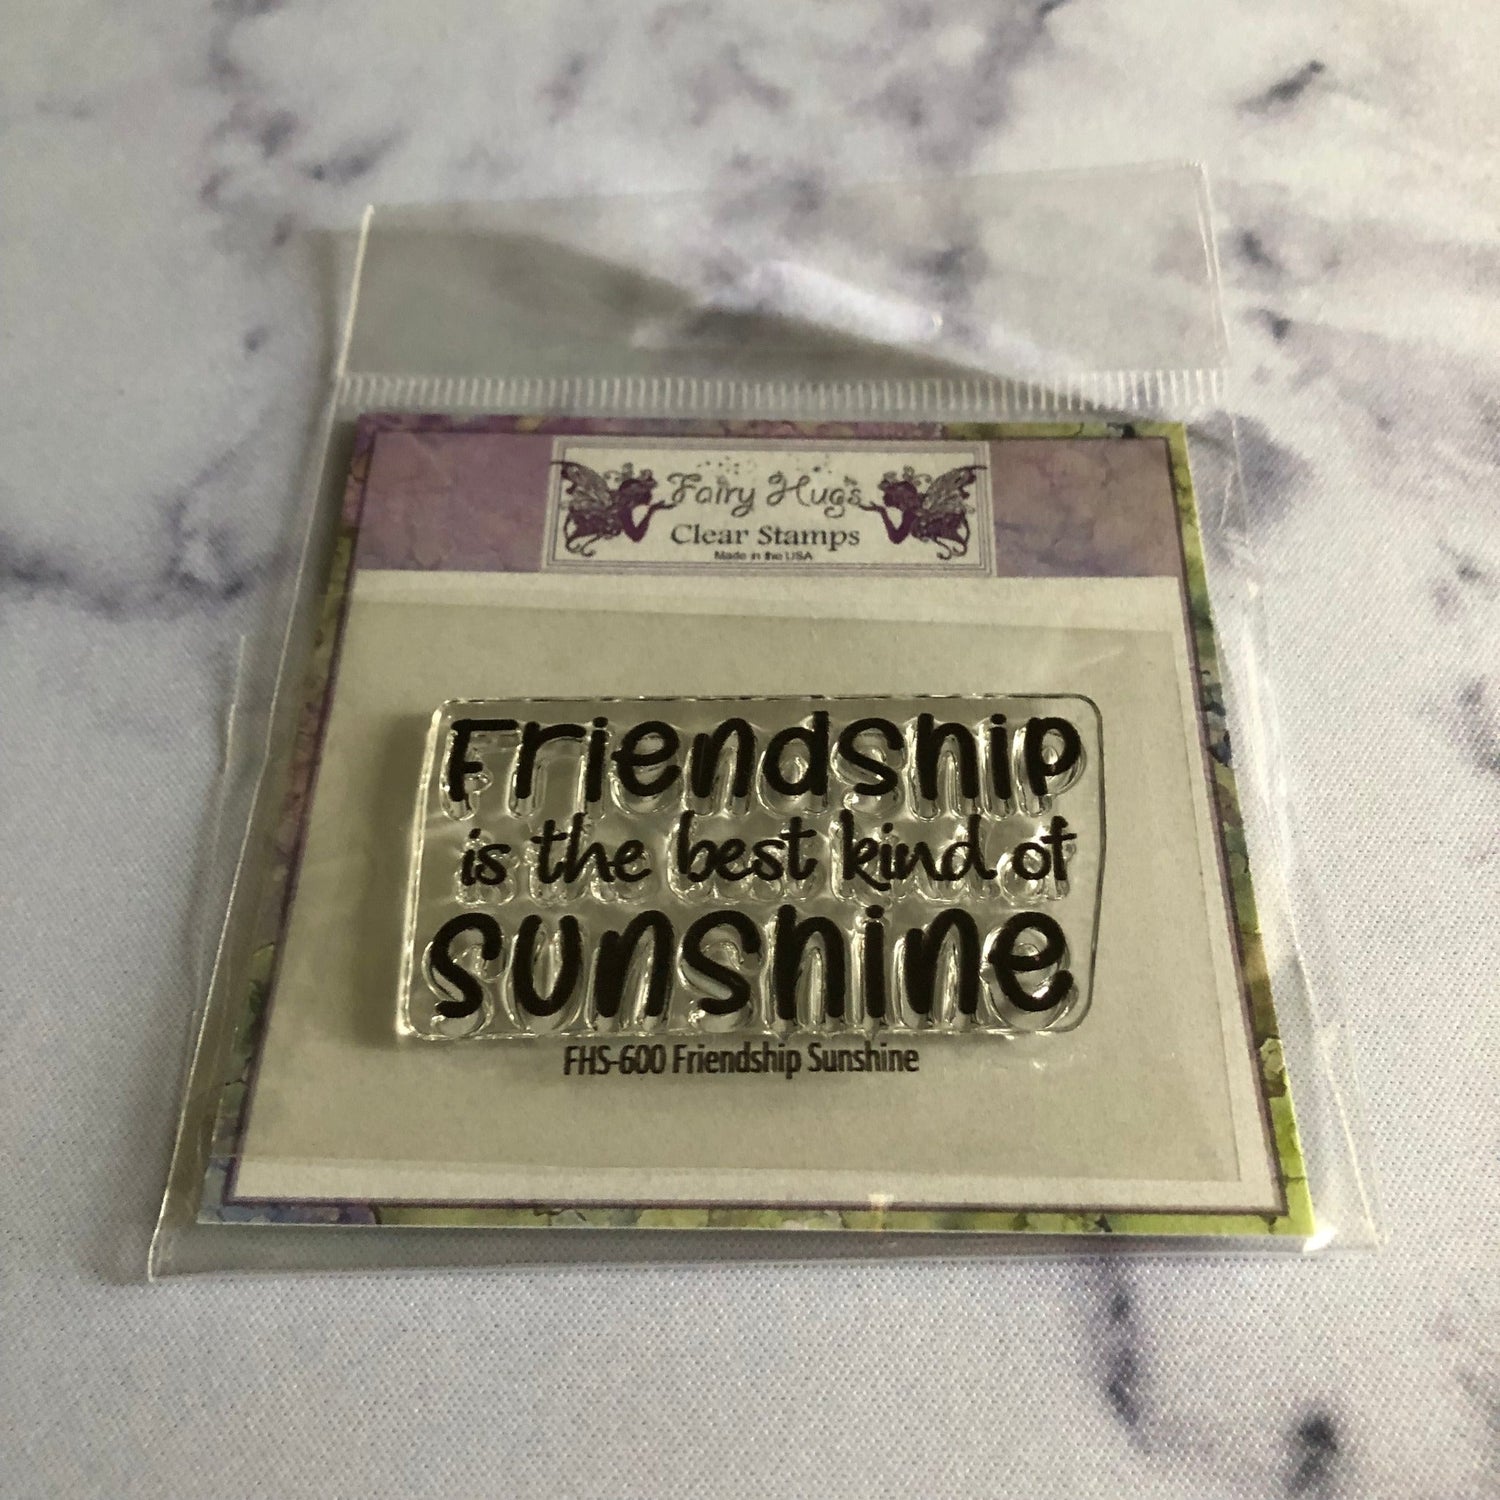 Fairy Hugs
Clear Stamps
Made in the USA
Friendship
is the best kind of
sunshine
FHS-600 Friendship Sunshine